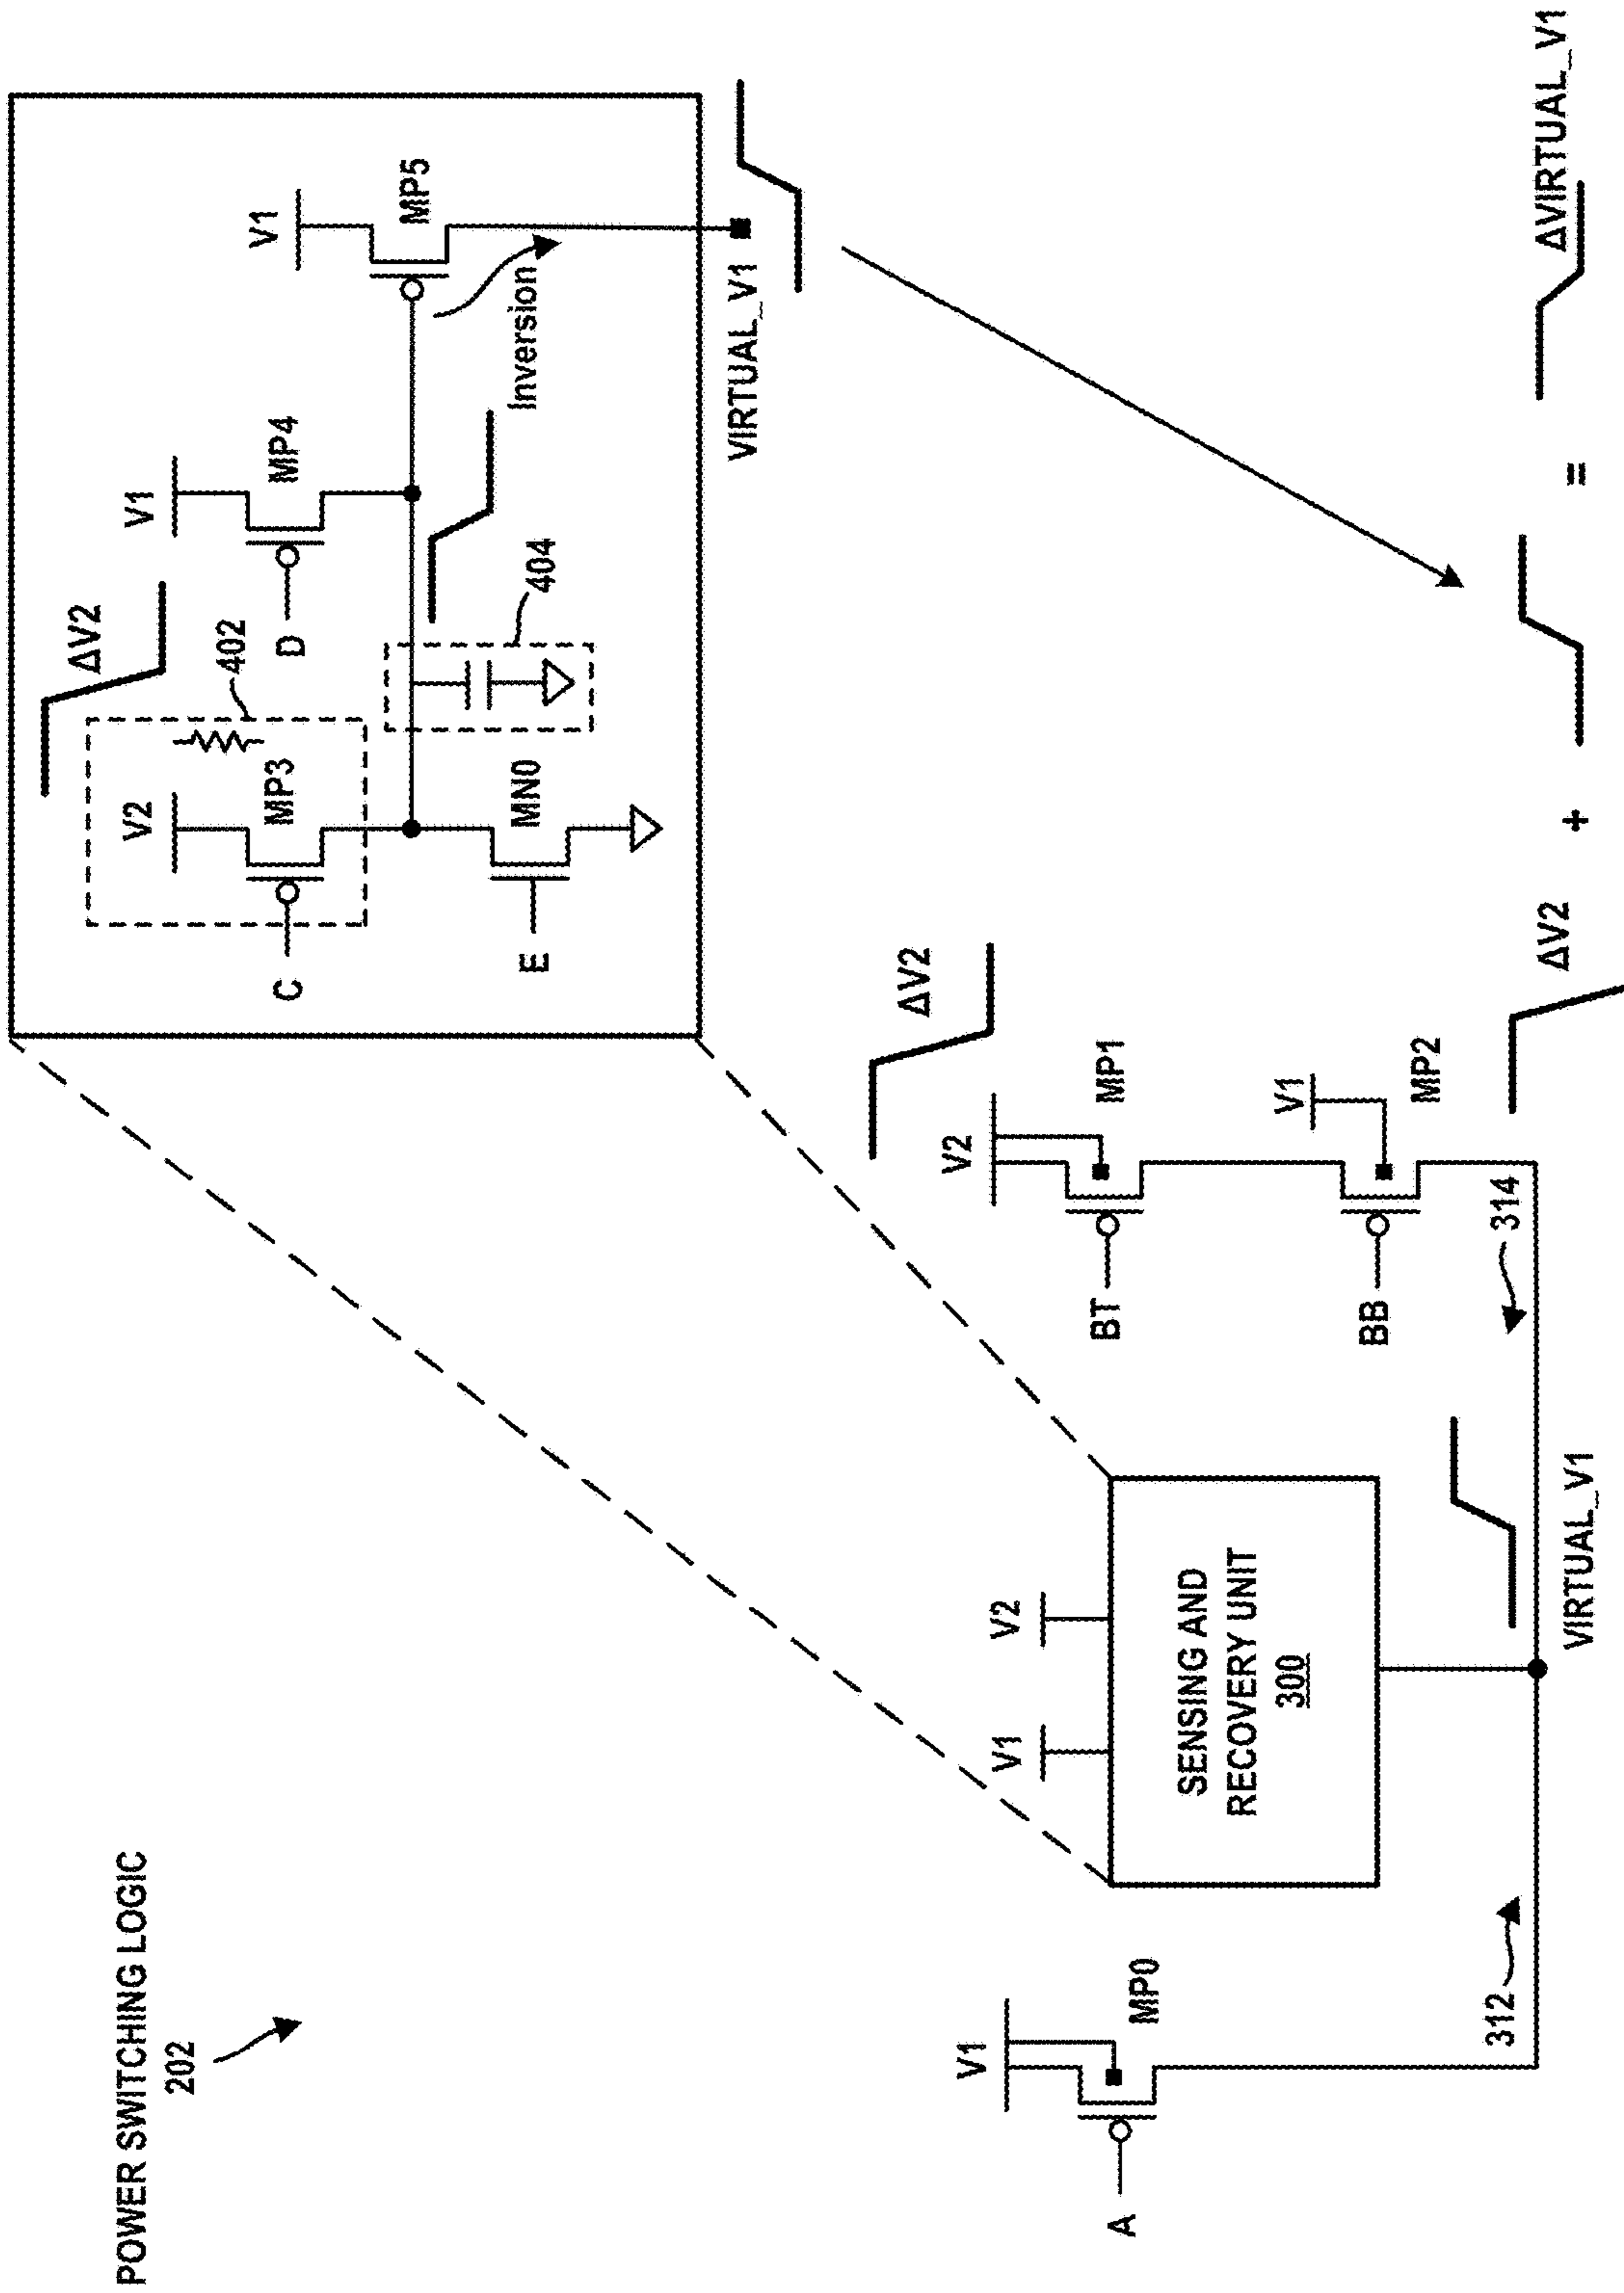 POWER SWITCHING LOGIC
202
ΔV2
V2
MP3
402
C
V1
MP4
D
V1
MP5
E
MN0
404
Inversion
VIRTUAL_V1
V1
A
MP0
312
V1
V2
SENSING AND
RECOVERY UNIT
300
VIRTUAL_V1
V2
ΔV2
BT
MP1
V1
BB
MP2
314
ΔV2
+
=
ΔVIRTUAL_V1